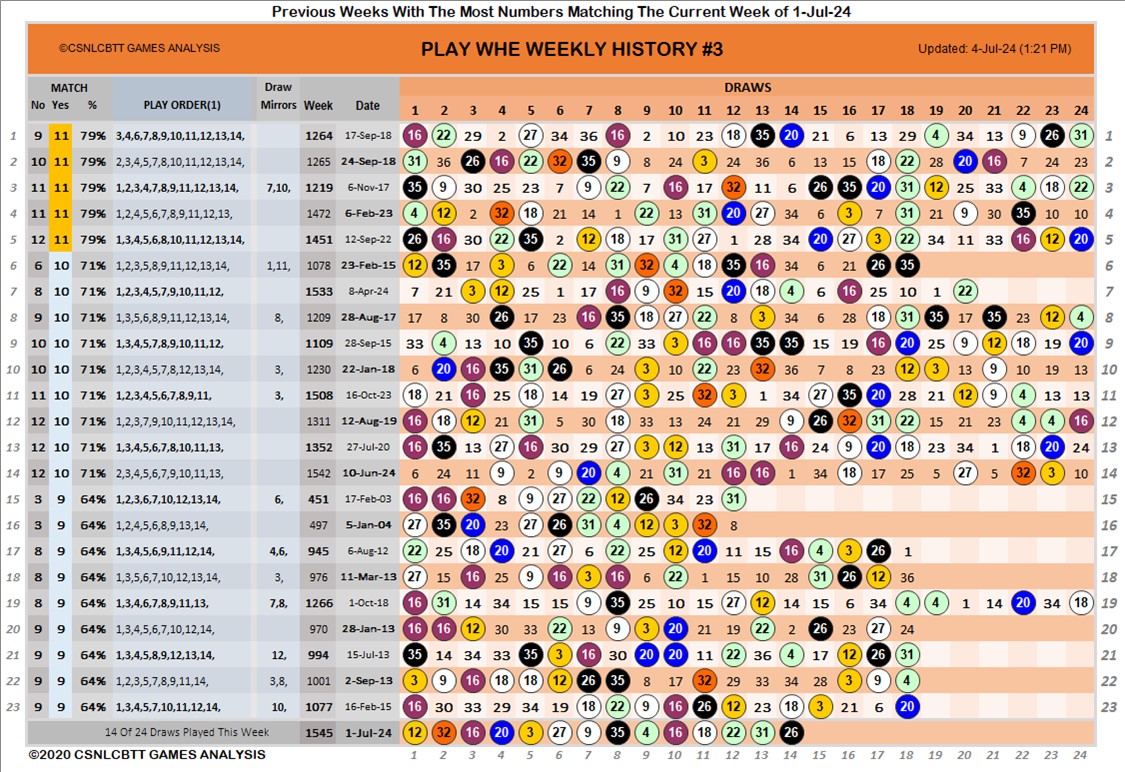 Previous Weeks With The Most Numbers Matching The Current Week of 1-Jul-24
©CSNLCBTT GAMES ANALYSIS PLAY WHE WEEKLY HISTORY #3 Updated: 4-Jul-24 (1:21 PM)
MATCH Draw DRAWS
No Yes % PLAY ORDER(1) Mirrors Week Date 1 2 3 4 5 6 7 8 9 10 11 12 13 14 15 16 17 18 19 20 21 22 23 24
1 9 11 79% 3,4,6,7,8,9,10,11,12,13,14, 1264 17-Sep-18 16 22 29 2 27 34 36 16 2 10 23 18 35 20 21 6 13 29 4 34 13 9 23 31 1
2 10 11 79% 2,3,4,5,7,8,10,11,12,13,14, 1265 24-Sep-18 31 36 26 16 22 32 35 9 8 24 3 24 36 6 13 15 18 22 28 20 16 7 24 23 2
3 11 11 79% 1,2,3,4,7,8,9,11,12,13,14, 7,10, 1219 6-Nov-17 35 9 30 25 23 7 9 22 7 16 17 32 11 6 26 35 20 31 12 25 33 4 18 22 3
4 11 11 79% 1,2,4,5,6,7,8,9,11,12,13, 1472 6-Feb-23 4 12 2 32 18 21 14 1 22 13 31 20 27 34 16 3 7 31 21 9 30 35 10 10 4
5 12 11 79% 1,3,4,5,6,8,10,11,12,13,14, 1451 12-Sep-22 26 16 30 22 35 2 12 18 17 31 27 1 28 34 20 27 3 22 34 11 33 16 12 20 5
6 6 10 71% 1,2,3,5,8,9,11,12,13,14, 1,11, 1078 23-Feb-15 12 35 17 3 6 22 14 31 32 4 18 35 16 34 6 21 26 35 6
7 8 10 71% 1,2,3,4,5,7,9,11,12, 1533 8-Apr-24 7 21 3 12 25 1 17 16 9 32 15 20 18 4 6 16 25 10 1 22 7
8 9 10 71% 1,3,5,6,7,8,9,11,12,14, 8, 1209 28-Aug-17 17 8 30 26 17 23 16 35 18 27 22 8 3 34 6 28 18 31 35 17 35 23 12 4 8
9 10 10 71% 1,3,4,5,7,8,9,10,11,12, 1109 28-Sep-15 33 4 13 10 35 10 6 22 33 3 16 16 35 35 19 16 20 25 9 12 18 19 20 9
10 10 10 71% 1,2,3,4,5,7,8,12,13,14, 3, 1230 22-Jan-18 6 20 16 35 31 26 6 24 3 10 22 23 32 36 7 8 23 12 3 13 9 10 19 13 10
11 10 10 71% 1,2,3,4,5,6,7,8,9,11, 3, 1508 16-Oct-23 18 21 16 25 18 14 19 27 3 25 32 3 1 34 27 35 20 28 21 12 9 4 13 13 11
12 12 10 71% 1,2,3,7,9,10,11,12,13,14, 1311 12-Aug-19 16 18 12 21 31 5 30 18 33 13 24 21 29 9 26 32 31 22 15 21 23 4 4 16 12
13 12 10 71% 1,3,4,5,6,7,8,10,11,13, 1352 27-Jul-20 16 35 13 27 16 30 29 27 3 12 13 31 17 16 24 9 20 18 23 34 1 18 20 24 13
14 12 10 71% 2,3,4,5,6,7,9,10,11,13, 1542 10-Jun-24 6 24 11 9 2 9 20 4 21 31 21 16 16 1 34 18 17 25 5 27 5 32 3 10 14
15 3 9 64% 1,2,3,6,7,10,12,13,14, 6, 451 17-Feb-03 16 16 32 8 9 27 22 12 26 34 23 31 15
16 3 9 64% 1,2,4,5,6,8,9,13,14, 497 5-Jan-04 27 35 20 23 27 26 31 4 12 3 32 8 16
17 8 9 64% 1,3,4,5,6,9,11,12,14, 4,6, 945 6-Aug-12 22 25 18 20 21 27 6 22 25 12 20 11 15 16 4 3 26 1 17
18 8 9 64% 1,3,5,6,7,10,12,13,14, 3, 976 11-Mar-13 27 15 16 25 9 16 3 16 6 22 1 15 10 28 31 26 12 36 18
19 8 9 64% 1,3,4,6,7,8,9,11,13, 7,8, 1266 1-Oct-18 16 31 14 34 15 15 9 35 25 10 15 27 12 14 15 6 34 4 4 1 14 20 34 18 19
20 9 9 64% 1,3,4,5,6,7,10,12,14, 970 28-Jan-13 16 16 12 30 33 22 13 9 3 20 21 19 22 2 26 23 27 24 20
21 9 9 64% 1,3,4,5,8,9,12,13,14, 12, 994 15-Jul-13 35 14 34 33 35 3 16 30 20 20 11 22 36 4 17 12 26 31 21
22 9 9 64% 1,2,3,5,7,8,9,11,14, 3,8, 1001 2-Sep-13 3 9 16 18 18 12 26 35 8 17 32 29 33 34 28 3 9 4 22
23 9 9 64% 1,3,4,5,7,10,11,12,14, 10, 1077 16-Feb-15 16 30 33 29 34 19 18 22 9 16 26 12 23 18 3 21 6 20 23
14 Of 24 Draws Played This Week 1545 1-Jul-24 12 32 16 20 3 27 9 35 4 16 18 22 31 26
©2020 CSNLCBTT GAMES ANALYSIS 1 2 3 4 5 6 7 8 9 10 11 12 13 14 15 16 17 18 19 20 21 22 23 24